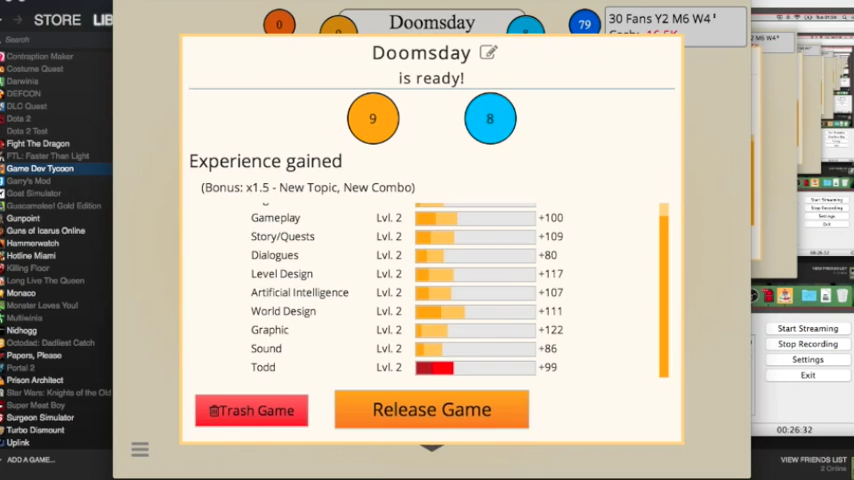 STORE LIB
Search
Contraption Maker
Costume Quest
Darwinia
DEFCON
DLC Quest
Dota 2
Dota 2 Test
Fight The Dragon
FTL: Faster Than Light
Game Dev Tycoon
Garry's Mod
Goat Simulator
Guacamelee! Gold Edition
Gunpoint
Guns of Icarus Online
Hammerwatch
Hotline Miami
Killing Floor
Long Live The Queen
Monaco
Monster Loves You!
Multiwinia
Nidhogg
Octodad: Dadliest Catch
Papers, Please
Portal 2
Prison Architect
Star Wars: Knights of the Old
Super Meat Boy
Surgeon Simulator
Turbo Dismount
Uplink
+ ADD A GAME...
0
Doomsday
79
30 Fans Y2 M6 W4
Doomsday
is ready!
9
8
Experience gained
(Bonus: x1.5 - New Topic, New Combo)
Gameplay Lvl. 2 +100
Story/Quests Lvl. 2 +109
Dialogues Lvl. 2 +80
Level Design Lvl. 2 +117
Artificial Intelligence Lvl. 2 +107
World Design Lvl. 2 +111
Graphic Lvl. 2 +122
Sound Lvl. 2 +86
Todd Lvl. 2 +99
Trash Game
Release Game
Start Streaming
Stop Recording
Settings
Exit
00:26:32
VIEW FRIENDS LIST
2 Online